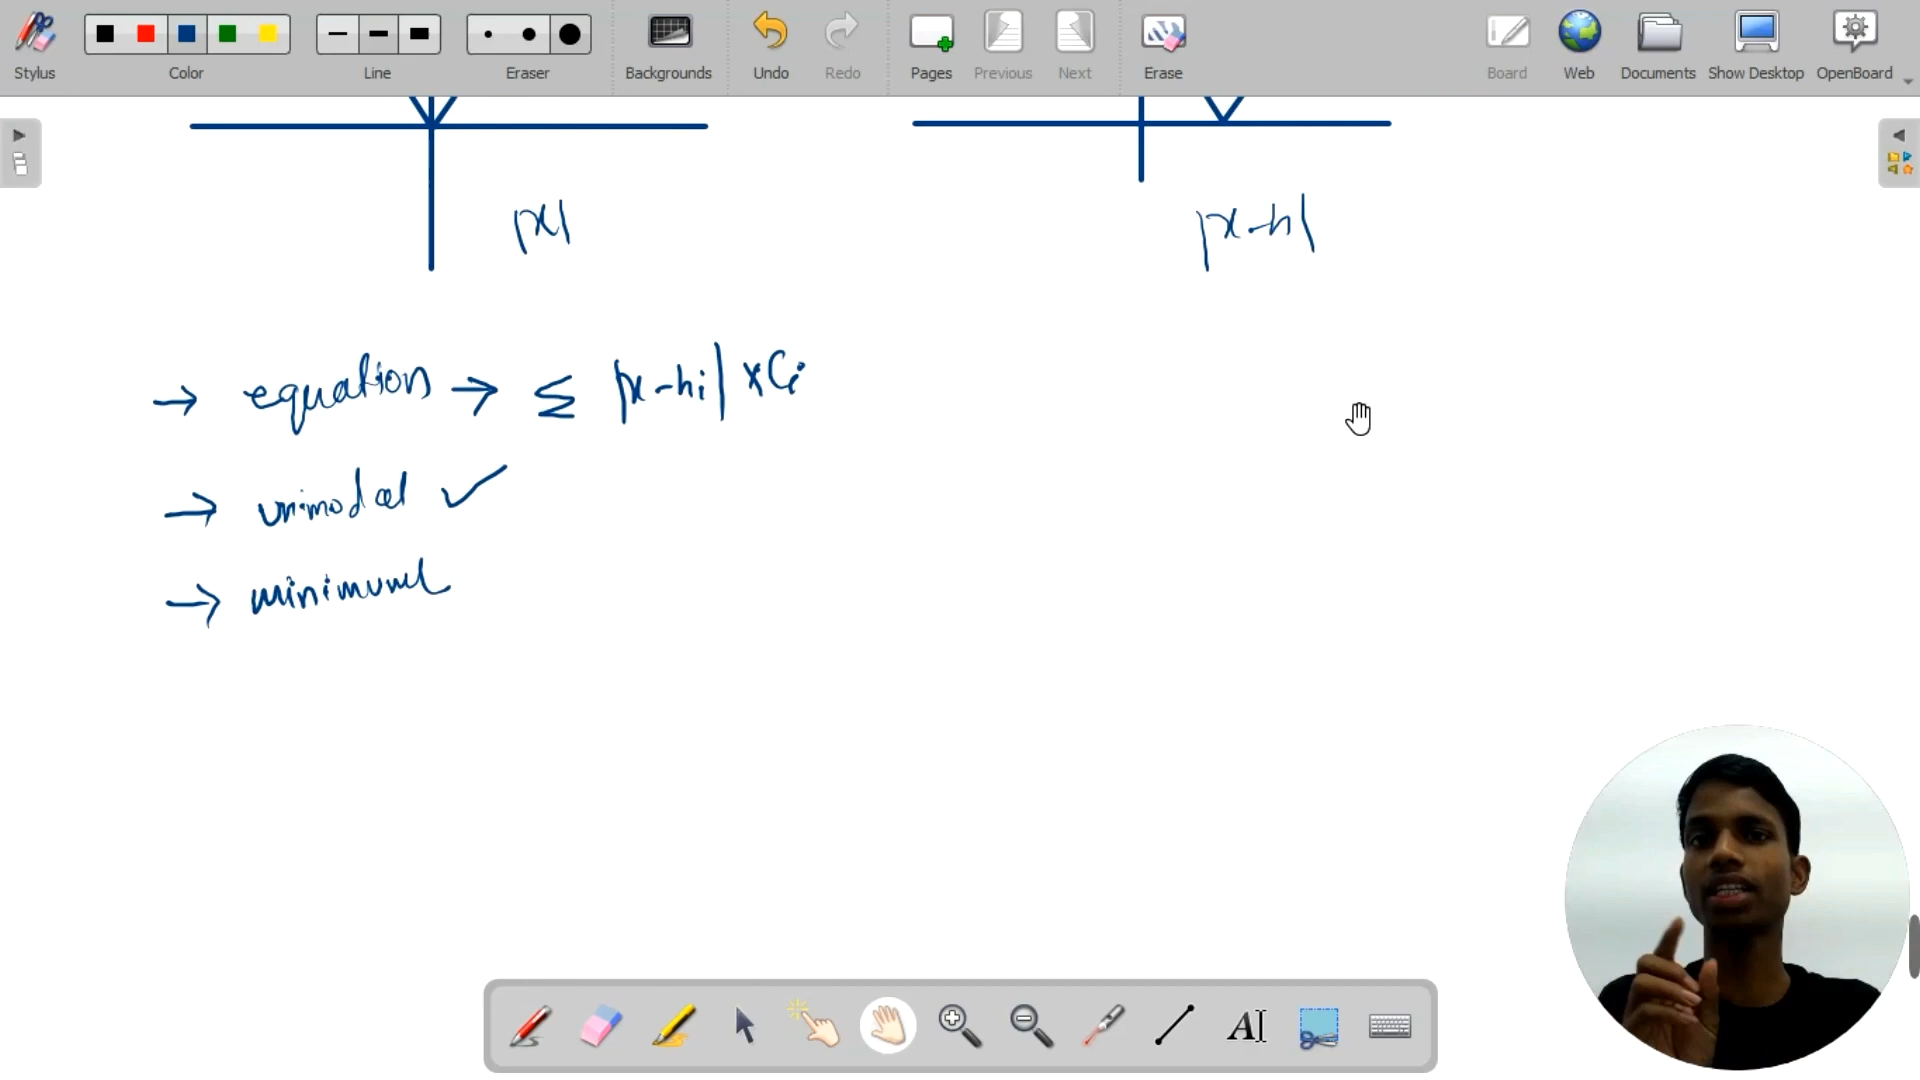 Stylus Color Line Eraser Backgrounds Undo Redo Pages Previous Next Erase Board Web Documents Show Desktop OpenBoard
|x| |x-h|
→ equation → ≤ |x-hi| × Ci
→ unimodal ✓
→ minimum
AI